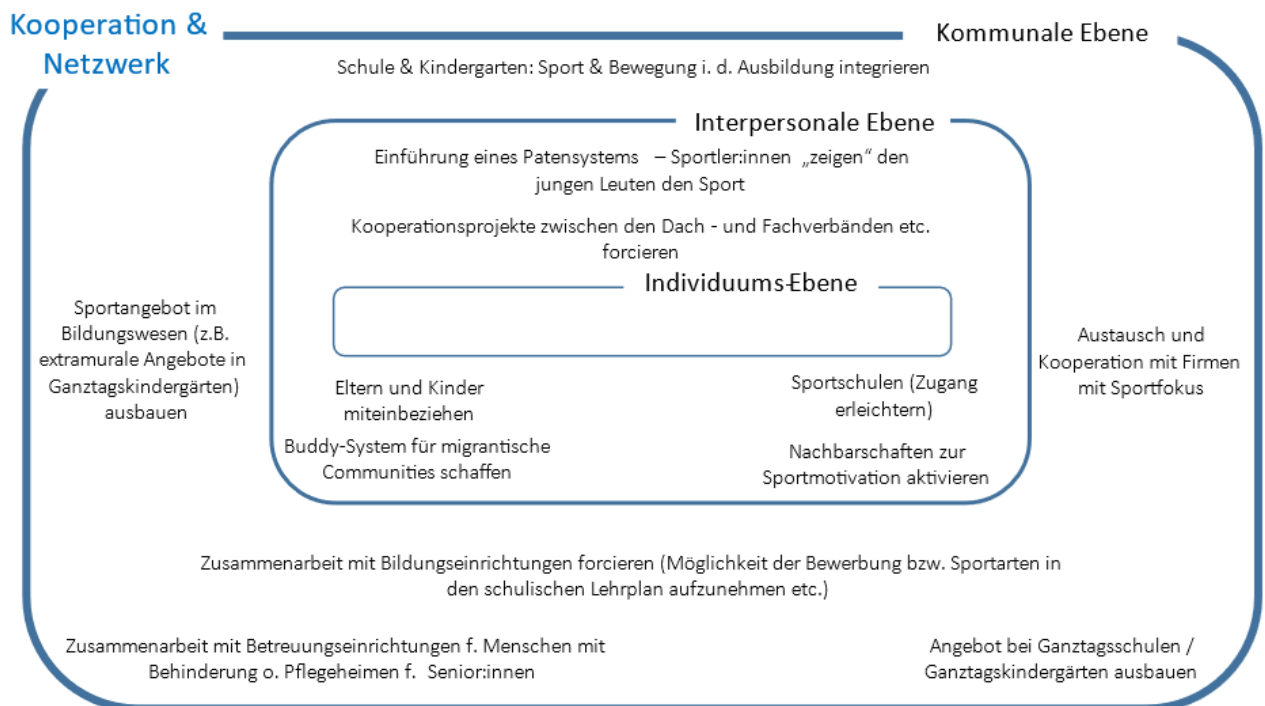 Kooperation &
Netzwerk
Kommunale Ebene
Schule & Kindergarten: Sport & Bewegung i. d. Ausbildung integrieren
Interpersonale Ebene
Einführung eines Patensystems – Sportler:innen „zeigen“ den
jungen Leuten den Sport
Kooperationsprojekte zwischen den Dach - und Fachverbänden etc.
forcieren
Individuums-Ebene
Sportangebot im
Bildungswesen (z.B.
extramurale Angebote in
Ganztagskindergärten)
ausbauen
Eltern und Kinder
miteinbeziehen
Buddy-System für migrantische
Communities schaffen
Sportschulen (Zugang
erleichtern)
Nachbarschaften zur
Sportmotivation aktivieren
Austausch und
Kooperation mit Firmen
mit Sportfokus
Zusammenarbeit mit Bildungseinrichtungen forcieren (Möglichkeit der Bewerbung bzw. Sportarten in
den schulischen Lehrplan aufzunehmen etc.)
Zusammenarbeit mit Betreuungseinrichtungen f. Menschen mit
Behinderung o. Pflegeheimen f. Senior:innen
Angebot bei Ganztagsschulen /
Ganztagskindergärten ausbauen